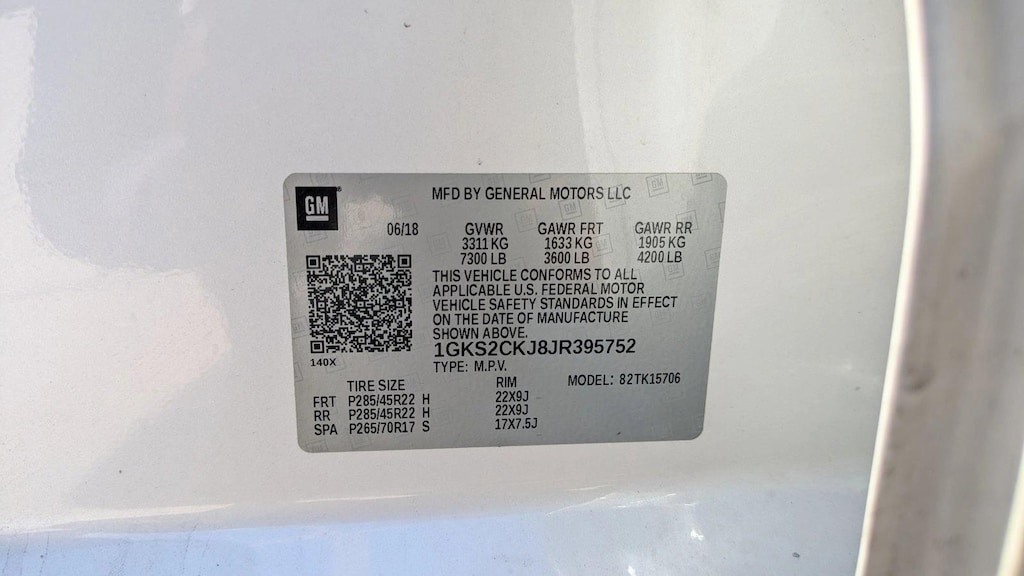 GM
MFD BY GENERAL MOTORS LLC
06/18 GVWR GAWR FRT GAWR RR
3311 KG 1633 KG 1905 KG
7300 LB 3600 LB 4200 LB
THIS VEHICLE CONFORMS TO ALL
APPLICABLE U.S. FEDERAL MOTOR
VEHICLE SAFETY STANDARDS IN EFFECT
ON THE DATE OF MANUFACTURE
SHOWN ABOVE.
140X
1GKS2CKJ8JR395752
TYPE: M.P.V.
MODEL: 82TK15706
TIRE SIZE RIM
FRT P285/45R22 H 22X9J
RR P285/45R22 H 22X9J
SPA P265/70R17 S 17X7.5J